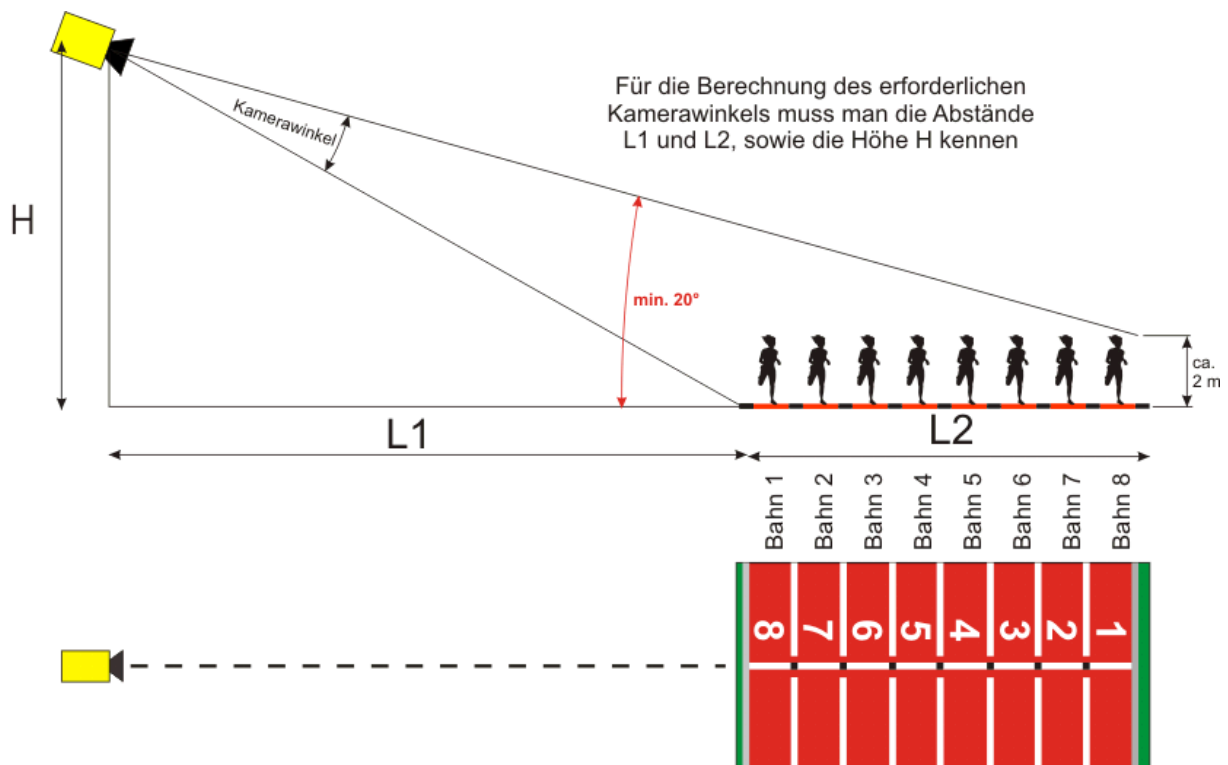 Für die Berechnung des erforderlichen
Kamerawinkels muss man die Abstände
L1 und L2, sowie die Höhe H kennen
Kamerawinkel
H
min. 20°
ca.
2 m
L1
L2
Bahn 1
Bahn 2
Bahn 3
Bahn 4
Bahn 5
Bahn 6
Bahn 7
Bahn 8
8 7 6 5 4 3 2 1